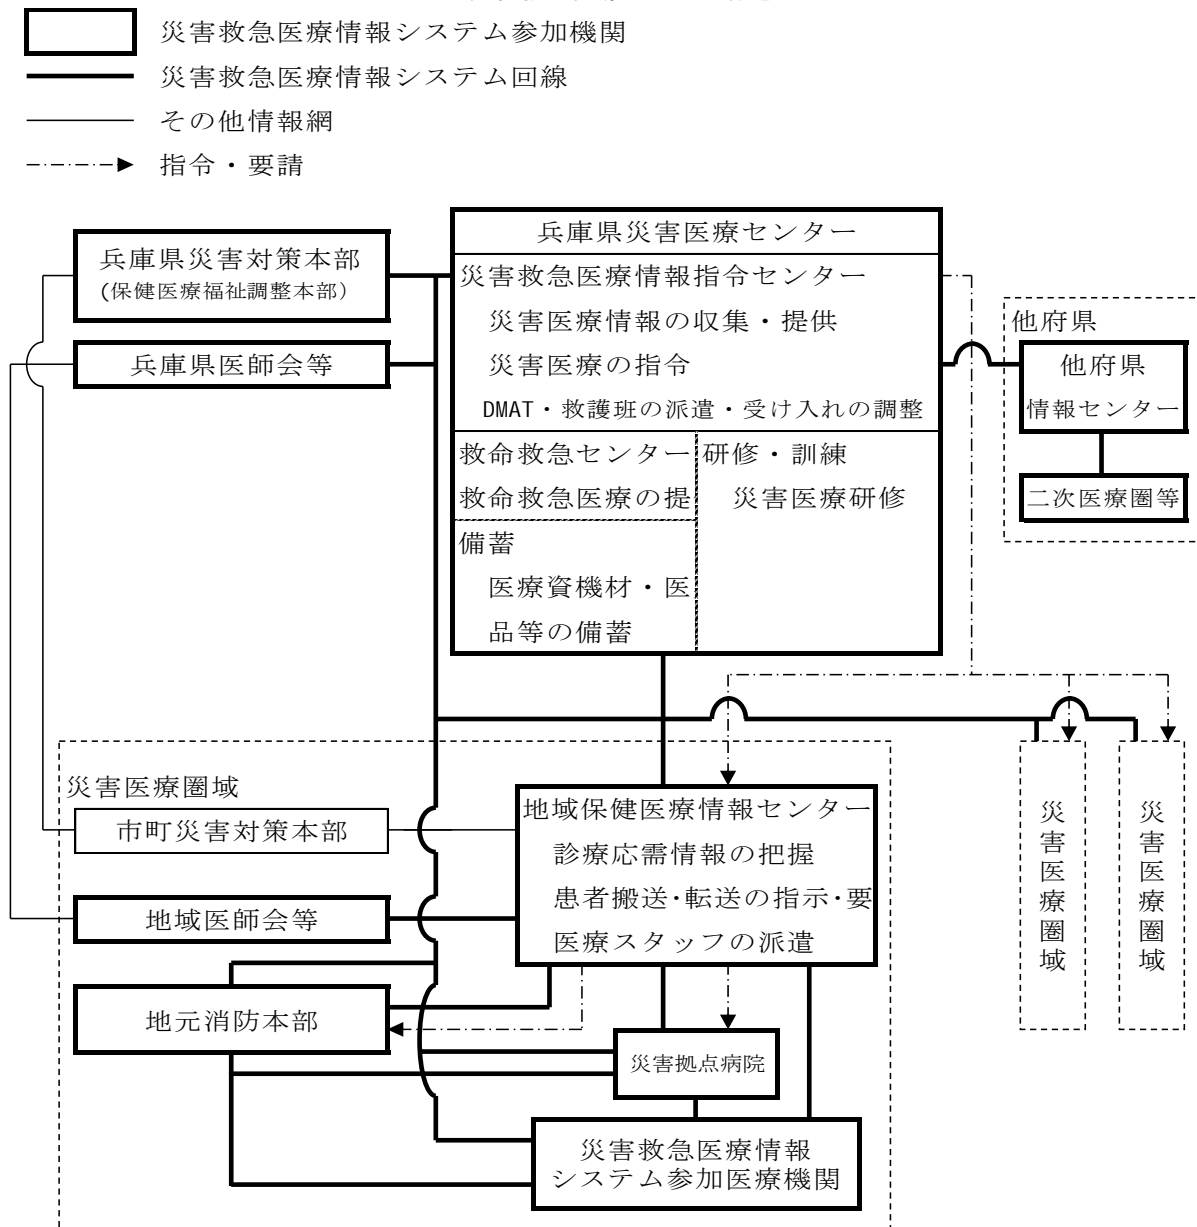 災害救急医療情報システム参加機関
災害救急医療情報システム回線
その他情報網
指令・要請
兵庫県災害対策本部
(保健医療福祉調整本部)
兵庫県医師会等
兵庫県災害医療センター
災害救急医療情報指令センター
災害医療情報の収集・提供
災害医療の指令
DMAT・救護班の派遣・受け入れの調整
救命救急センター
救命救急医療の提
備蓄
医療資機材・医
品等の備蓄
研修・訓練
災害医療研修
他府県
他府県
情報センター
二次医療圏等
災害医療圏域
市町災害対策本部
地域医師会等
地元消防本部
地域保健医療情報センター
診療応需情報の把握
患者搬送・転送の指示・要
医療スタッフの派遣
災害拠点病院
災害救急医療情報
システム参加医療機関
災害医療圏域
災害医療圏域